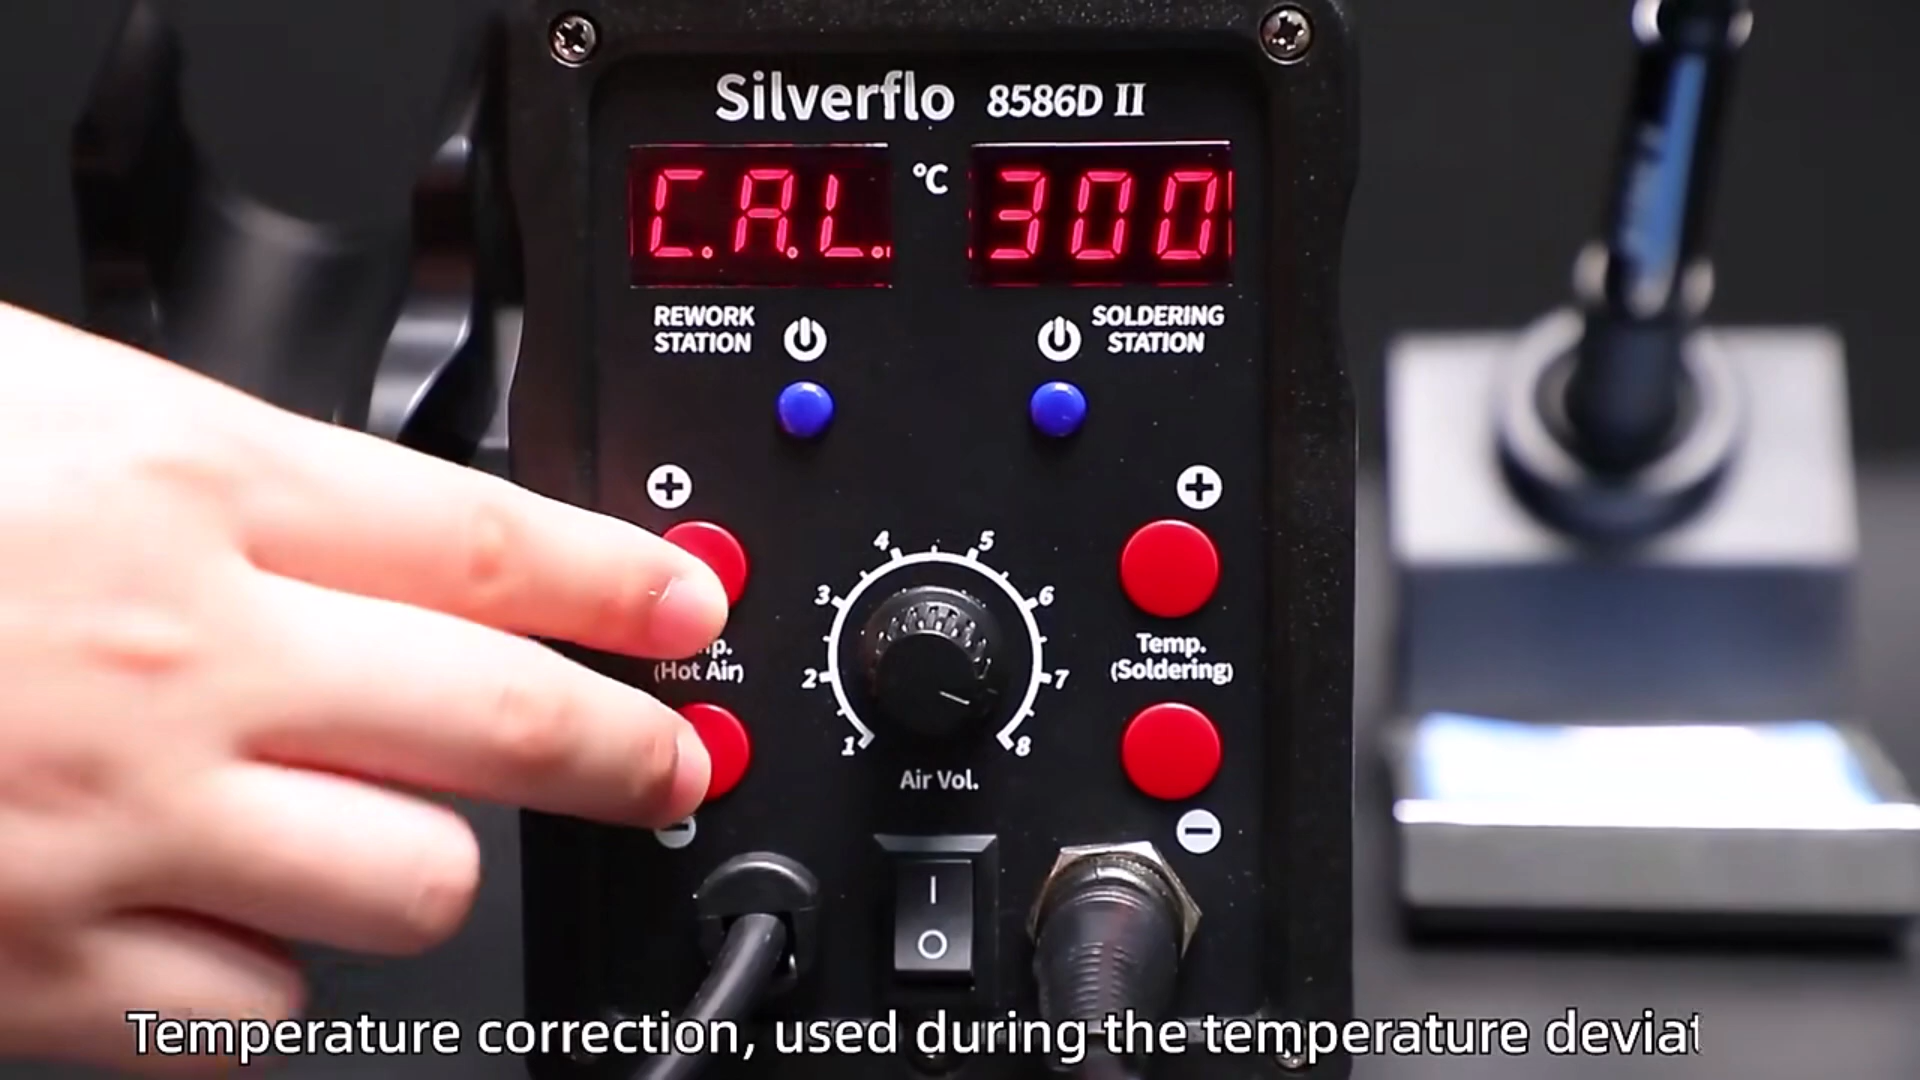 Silverflo 8586D II
C.A.L. °C 300
REWORK STATION
SOLDERING STATION
4 5
3 6
(Hot Air)
Temp. (Soldering)
2 7
1 8
Air Vol.
Temperature correction, used during the temperature